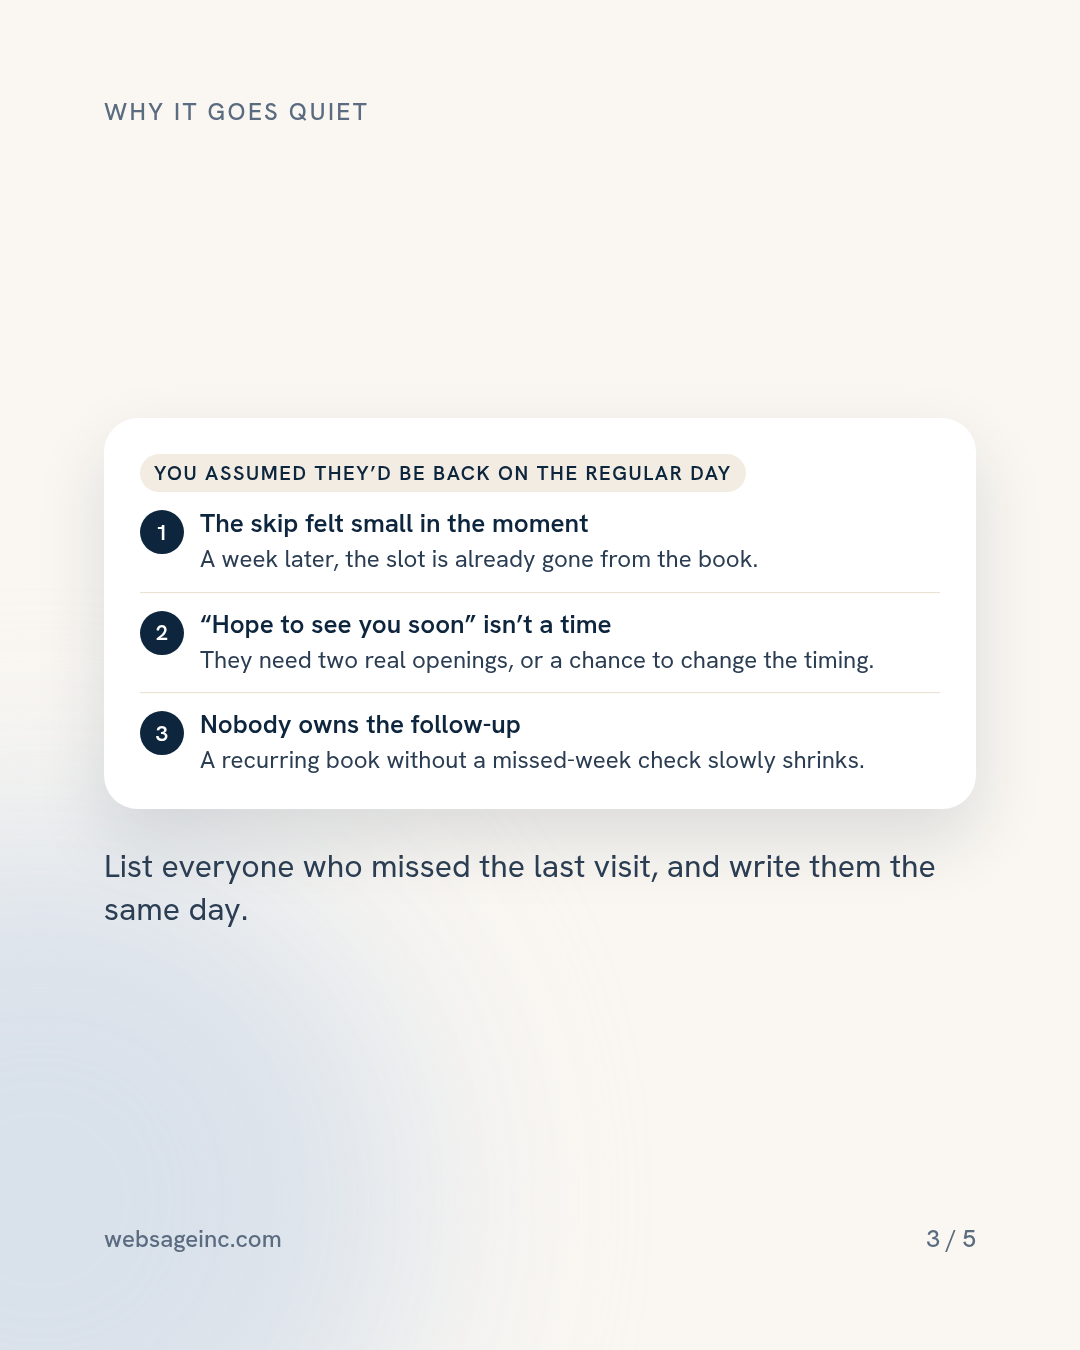 WHY IT GOES QUIET
YOU ASSUMED THEY’D BE BACK ON THE REGULAR DAY
1
The skip felt small in the moment
A week later, the slot is already gone from the book.
2
“Hope to see you soon” isn’t a time
They need two real openings, or a chance to change the timing.
3
Nobody owns the follow-up
A recurring book without a missed-week check slowly shrinks.
List everyone who missed the last visit, and write them the
same day.
websageinc.com
3 / 5